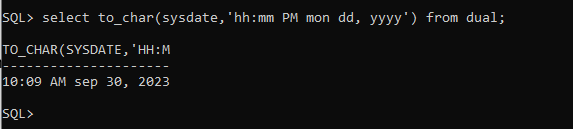 SQL> select to_char(sysdate,'hh:mm PM mon dd, yyyy') from dual;
TO_CHAR(SYSDATE,'HH:M
---------------------
10:09 AM sep 30, 2023
SQL>